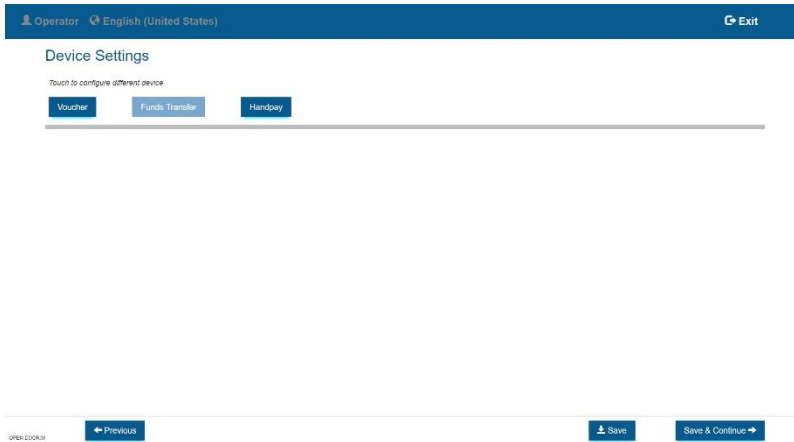 Operator English (United States) Exit
Device Settings
Touch to configure different device
Voucher Funds Transfer Handpay
OPEN DOOR!!! Previous Save Save & Continue